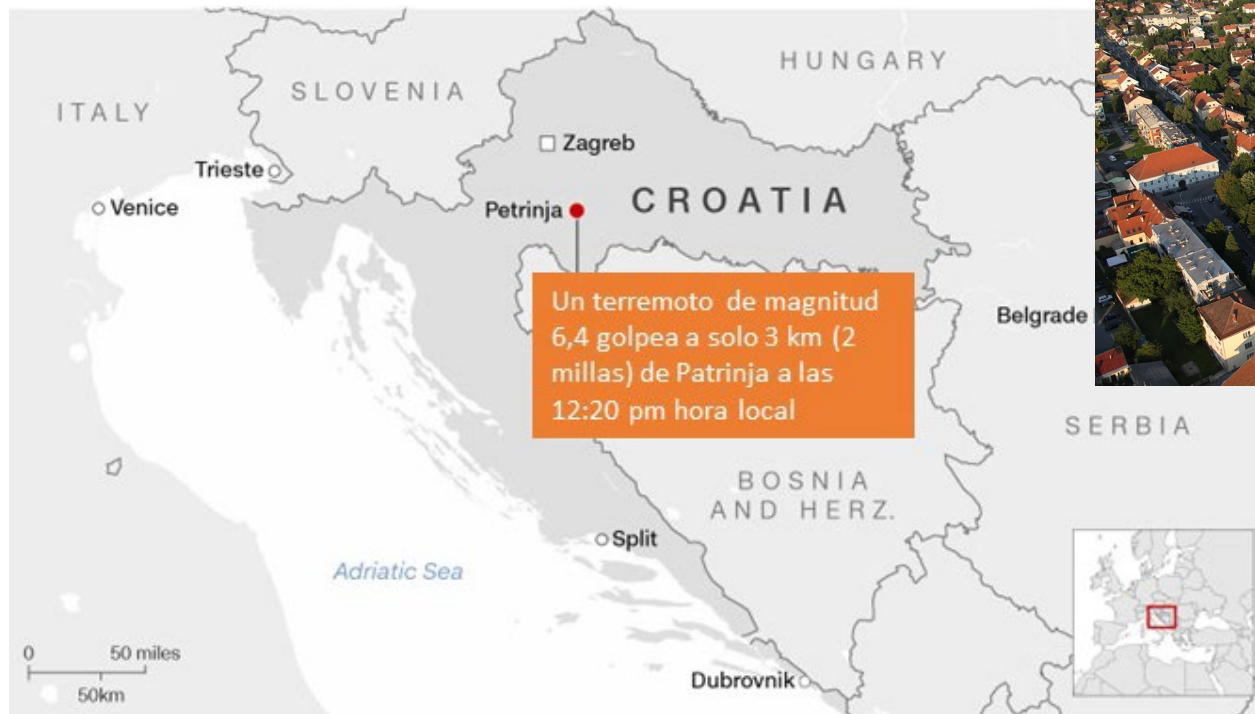 HUNGARY
SLOVENIA
ITALY
Zagreb
Trieste
CROATIA
Venice
Petrinja
Un terremoto de magnitud
6,4 golpea a solo 3 km (2
millas) de Patrinja a las
12:20 pm hora local
Belgrade
SERBIA
BOSNIA
AND HERZ.
Split
Adriatic Sea
0 50 miles
50km
Dubrovnik